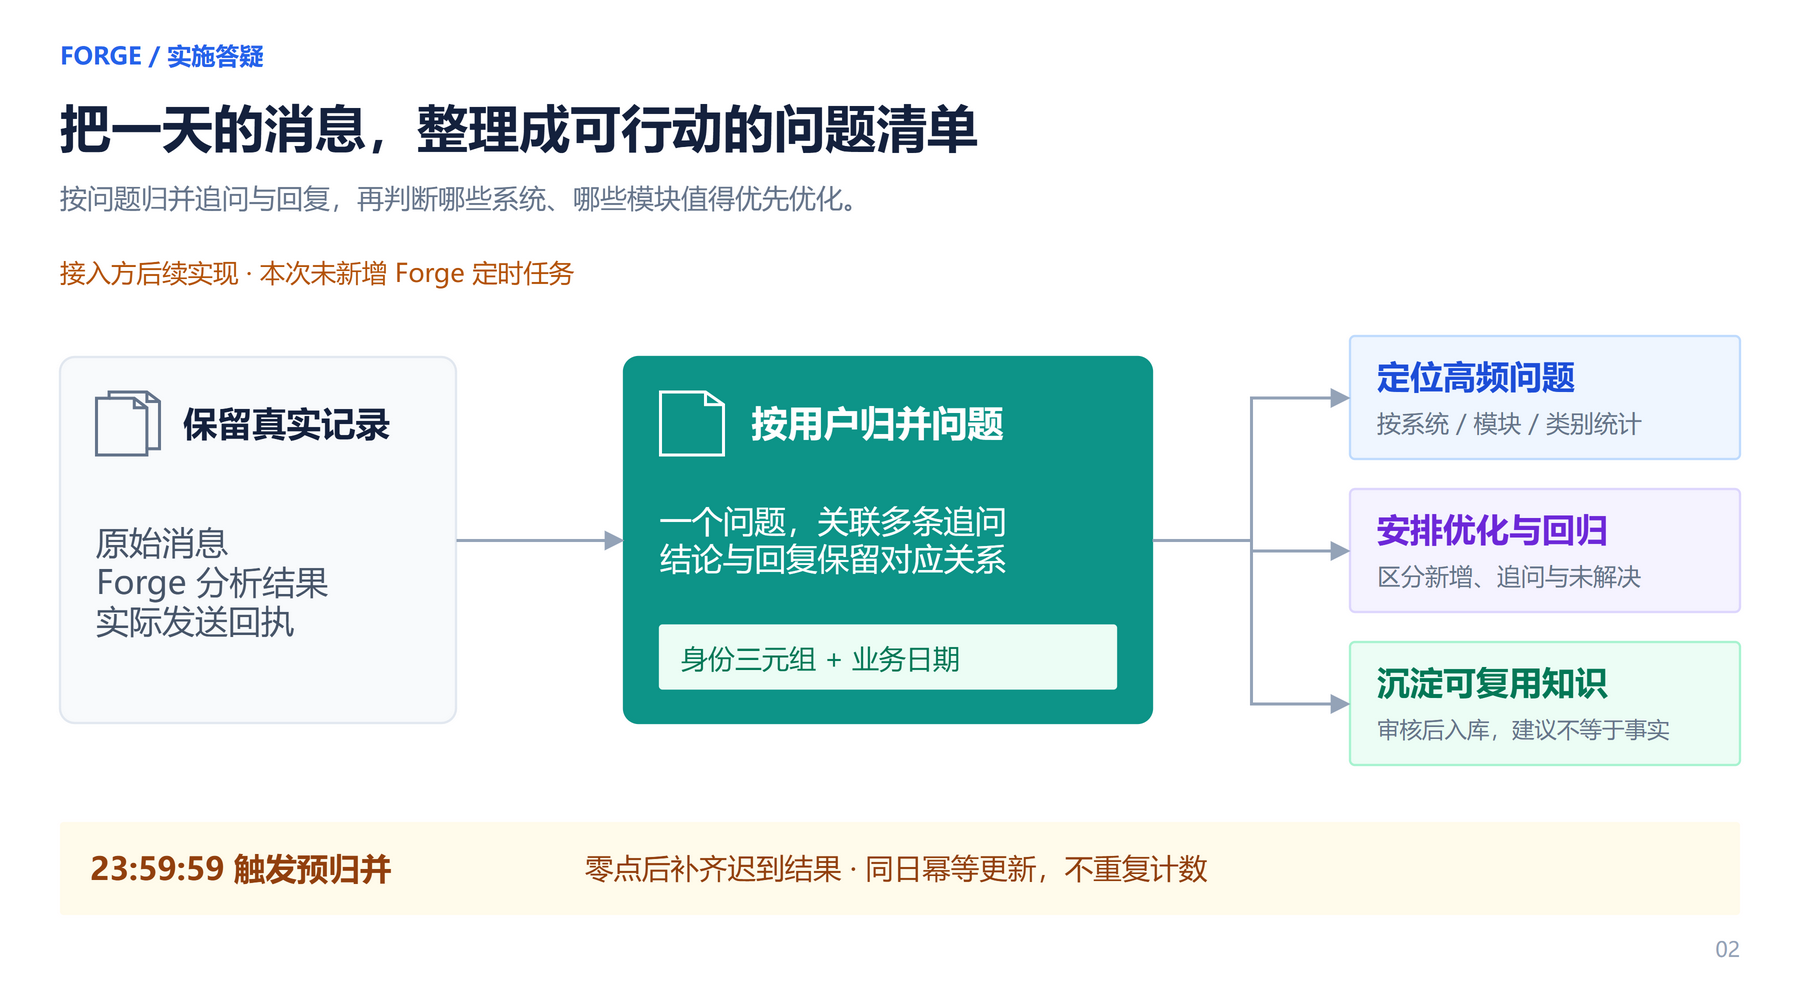 FORGE / 实施答疑
把一天的消息，整理成可行动的问题清单
按问题归并追问与回复，再判断哪些系统、哪些模块值得优先优化。
接入方后续实现 · 本次未新增 Forge 定时任务
保留真实记录
原始消息
Forge 分析结果
实际发送回执
按用户归并问题
一个问题，关联多条追问
结论与回复保留对应关系
身份三元组 + 业务日期
定位高频问题
按系统 / 模块 / 类别统计
安排优化与回归
区分新增、追问与未解决
沉淀可复用知识
审核后入库，建议不等于事实
23:59:59 触发预归并
零点后补齐迟到结果 · 同日幂等更新，不重复计数
02